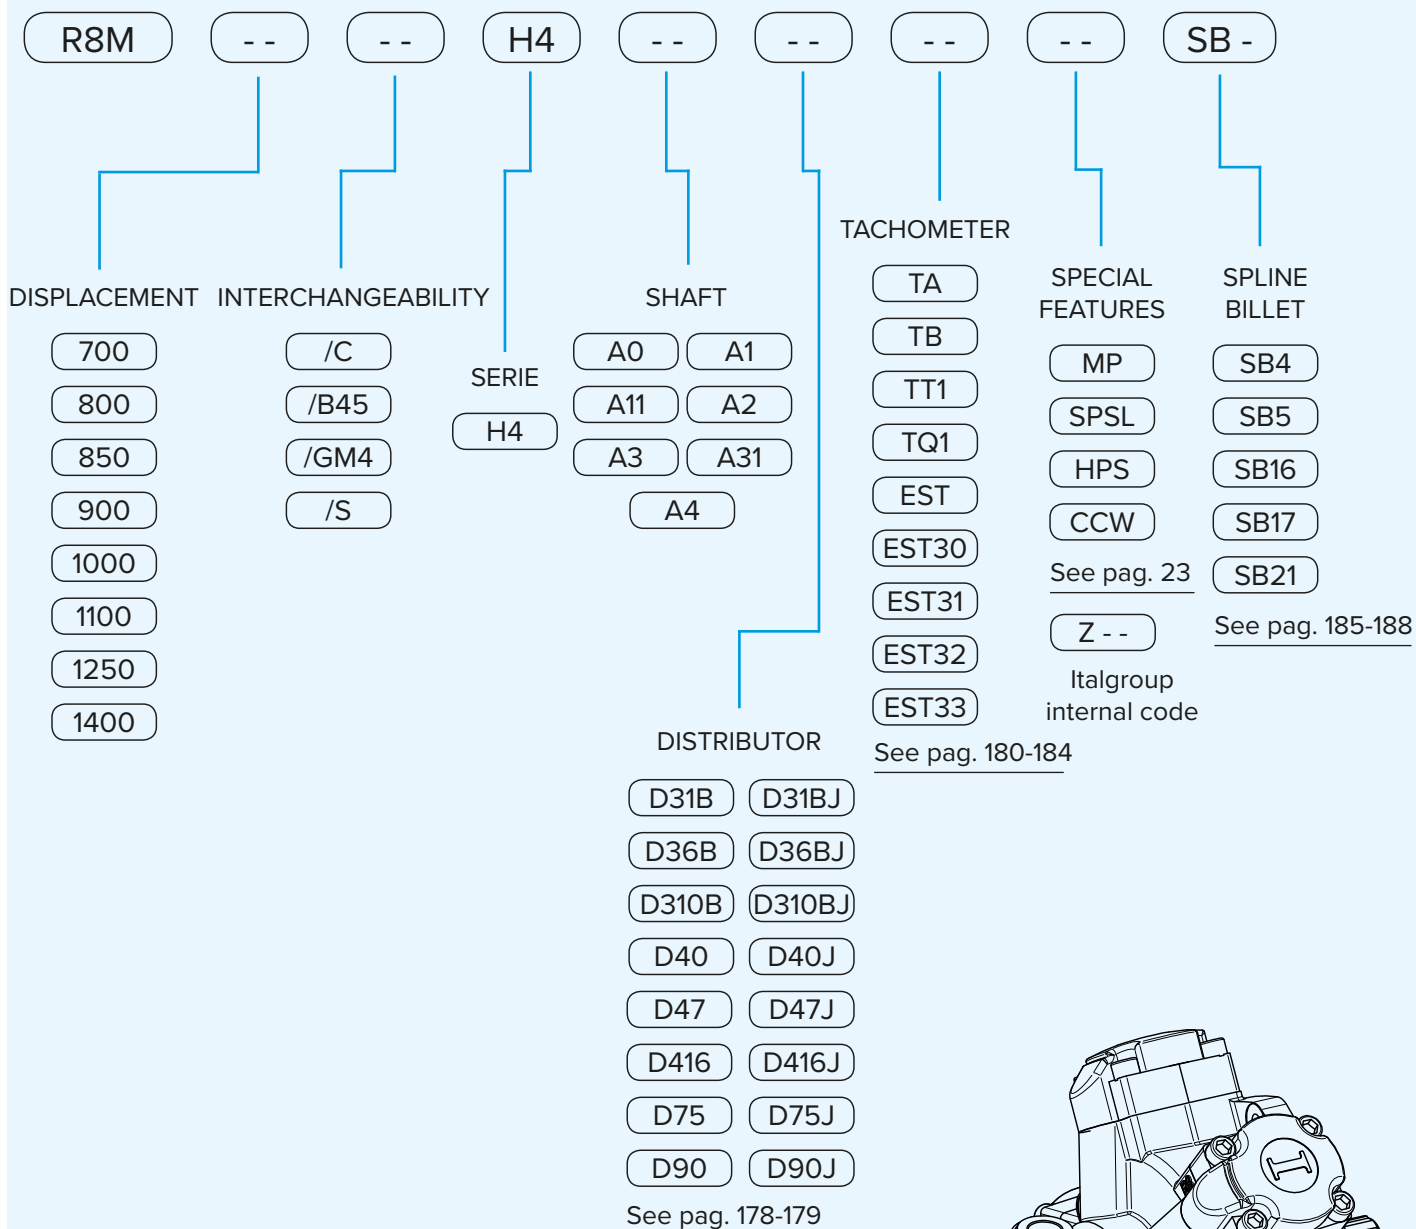 R8M - - - - H4 - - - - - - - - SB -
DISPLACEMENT
700
800
850
900
1000
1100
1250
1400
INTERCHANGEABILITY
/C
/B45
/GM4
/S
SERIE
H4
SHAFT
A0 A1
A11 A2
A3 A31
A4
DISTRIBUTOR
D31B D31BJ
D36B D36BJ
D310B D310BJ
D40 D40J
D47 D47J
D416 D416J
D75 D75J
D90 D90J
See pag. 178-179
TACHOMETER
TA
TB
TT1
TQ1
EST
EST30
EST31
EST32
EST33
See pag. 180-184
SPECIAL
FEATURES
MP
SPSL
HPS
CCW
See pag. 23
Z - -
Italgroup
internal code
SPLINE
BILLET
SB4
SB5
SB16
SB17
SB21
See pag. 185-188